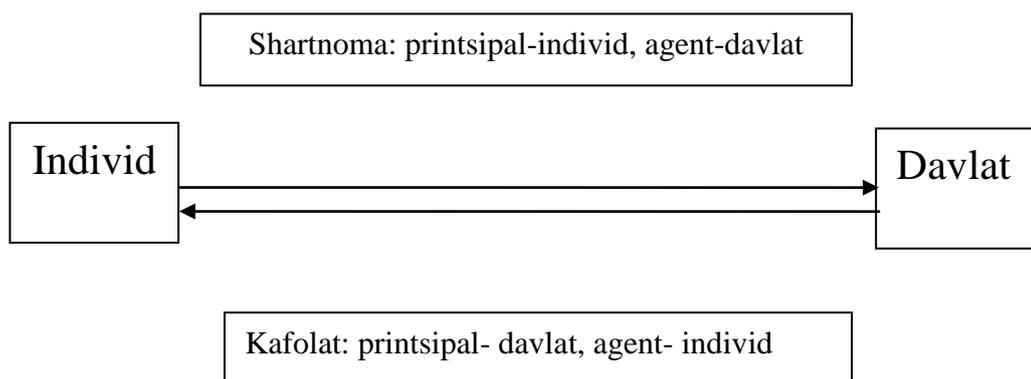 Shartnoma: printsipal-individ, agent-davlat
Individ
Davlat
Kafolat: printsipal- davlat, agent- individ